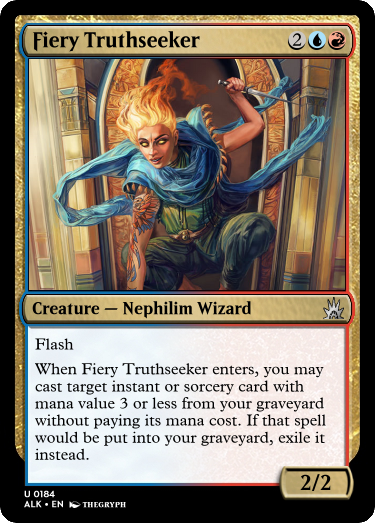 Fiery Truthseeker 2
Creature — Nephilim Wizard
Flash
When Fiery Truthseeker enters, you may
cast target instant or sorcery card with
mana value 3 or less from your graveyard
without paying its mana cost. If that spell
would be put into your graveyard, exile it
instead.
2/2
U 0184
ALK • EN THEGRYPH